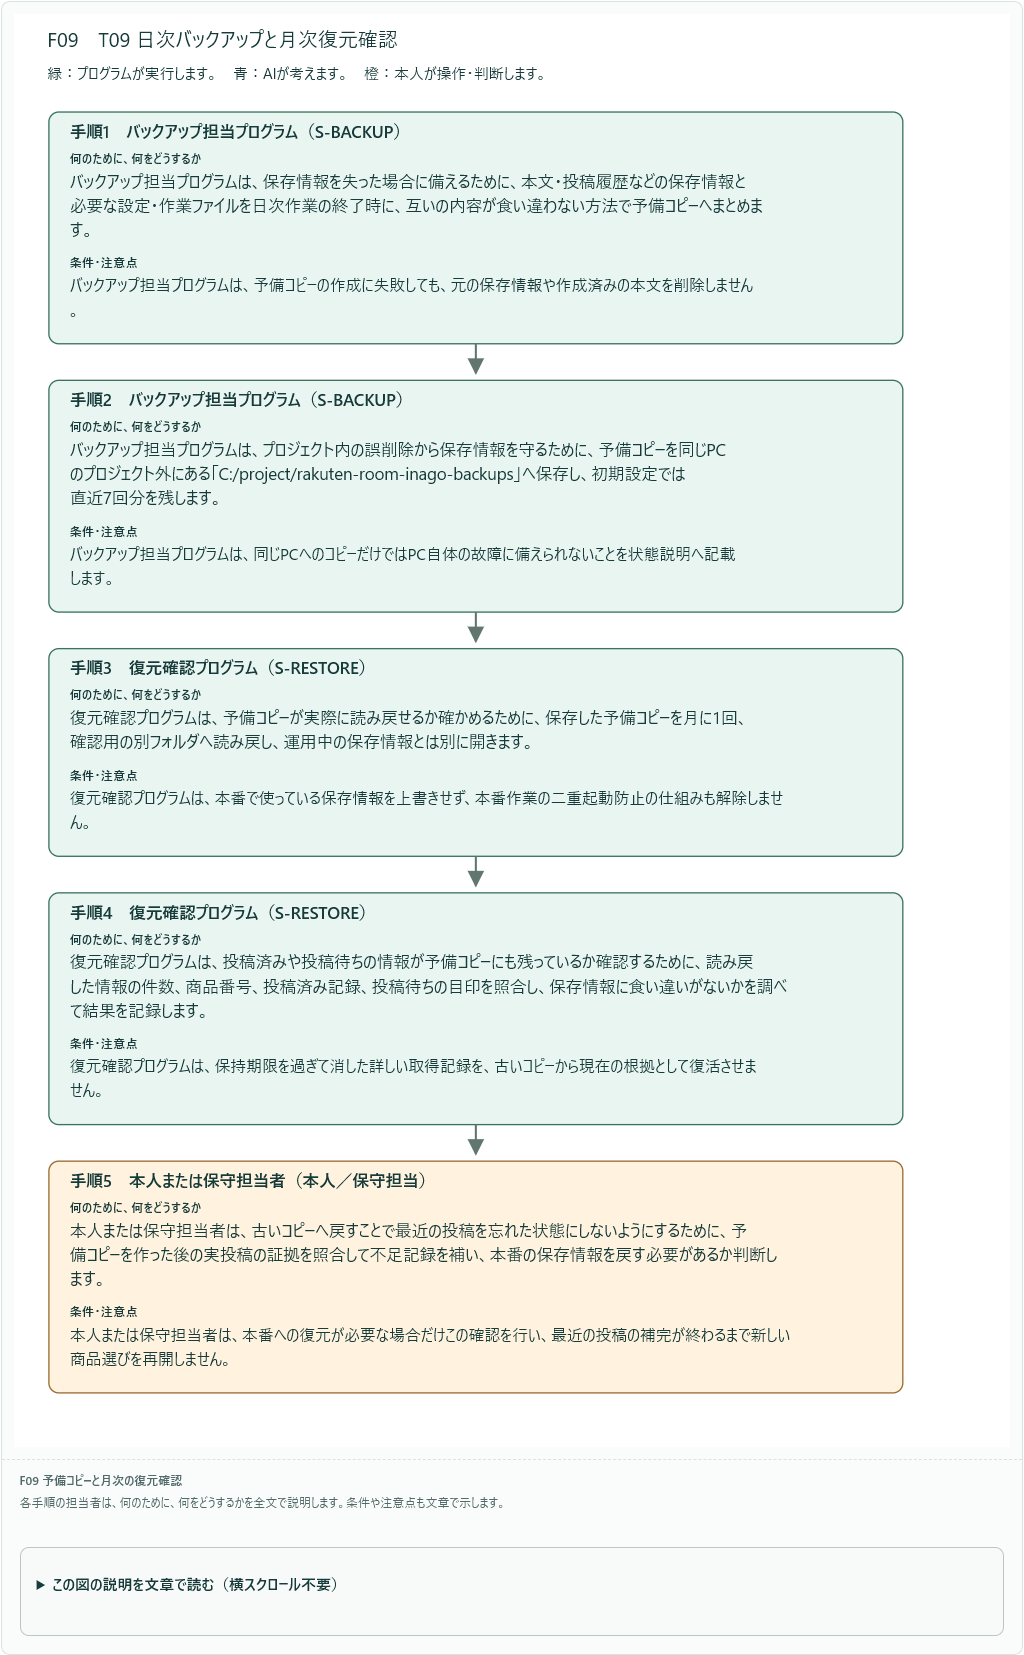 F09　T09 日次バックアップと月次復元確認
緑：プログラムが実行します。　青：AIが考えます。　橙：本人が操作・判断します。
手順1　バックアップ担当プログラム（S-BACKUP）
何のために、何をどうするか
バックアップ担当プログラムは、保存情報を失った場合に備えるために、本文・投稿履歴などの保存情報と
必要な設定・作業ファイルを日次作業の終了時に、互いの内容が食い違わない方法で予備コピーへまとめま
す。
条件・注意点
バックアップ担当プログラムは、予備コピーの作成に失敗しても、元の保存情報や作成済みの本文を削除しません
。
手順2　バックアップ担当プログラム（S-BACKUP）
何のために、何をどうするか
バックアップ担当プログラムは、プロジェクト内の誤削除から保存情報を守るために、予備コピーを同じPC
のプロジェクト外にある「C:/project/rakuten-room-inago-backups」へ保存し、初期設定では
直近7回分を残します。
条件・注意点
バックアップ担当プログラムは、同じPCへのコピーだけではPC自体の故障に備えられないことを状態説明へ記載
します。
手順3　復元確認プログラム（S-RESTORE）
何のために、何をどうするか
復元確認プログラムは、予備コピーが実際に読み戻せるか確かめるために、保存した予備コピーを月に1回、
確認用の別フォルダへ読み戻し、運用中の保存情報とは別に開きます。
条件・注意点
復元確認プログラムは、本番で使っている保存情報を上書きせず、本番作業の二重起動防止の仕組みも解除しませ
ん。
手順4　復元確認プログラム（S-RESTORE）
何のために、何をどうするか
復元確認プログラムは、投稿済みや投稿待ちの情報が予備コピーにも残っているか確認するために、読み戻
した情報の件数、商品番号、投稿済み記録、投稿待ちの目印を照合し、保存情報に食い違いがないかを調べ
て結果を記録します。
条件・注意点
復元確認プログラムは、保持期限を過ぎて消した詳しい取得記録を、古いコピーから現在の根拠として復活させま
せん。
手順5　本人または保守担当者（本人／保守担当）
何のために、何をどうするか
本人または保守担当者は、古いコピーへ戻すことで最近の投稿を忘れた状態にしないようにするために、予
備コピーを作った後の実投稿の証拠を照合して不足記録を補い、本番の保存情報を戻す必要があるか判断し
ます。
条件・注意点
本人または保守担当者は、本番への復元が必要な場合だけこの確認を行い、最近の投稿の補完が終わるまで新しい
商品選びを再開しません。
F09 予備コピーと月次の復元確認
各手順の担当者は、何のために、何をどうするかを全文で説明します。条件や注意点も文章で示します。
▶ この図の説明を文章で読む（横スクロール不要）